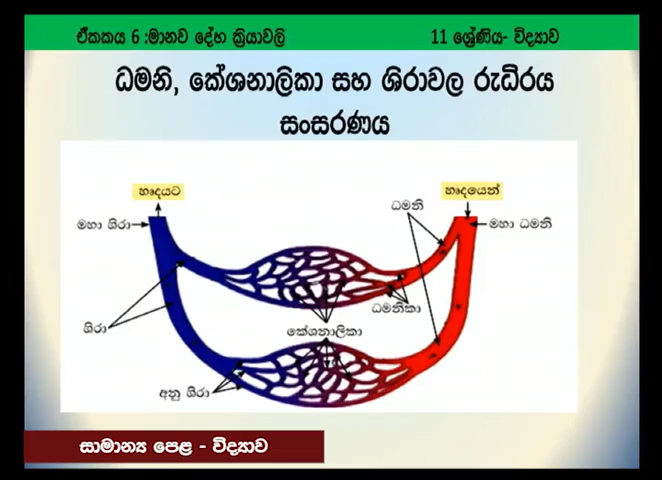 ඒකකය 6 :මානව දේහ ක්‍රියාවලි
11 ශ්‍රේණිය- විද්‍යාව
ධමනි, කේශනාලිකා සහ ශිරාවල රුධිරය
සංසරණය
හෘදයට
හෘදයෙන්
ධමනි
මහා ශිරා
මහා ධමනි
ධමනිකා
ශිරා
කේශනාලිකා
අනු ශිරා
සාමාන්‍ය පෙළ - විද්‍යාව